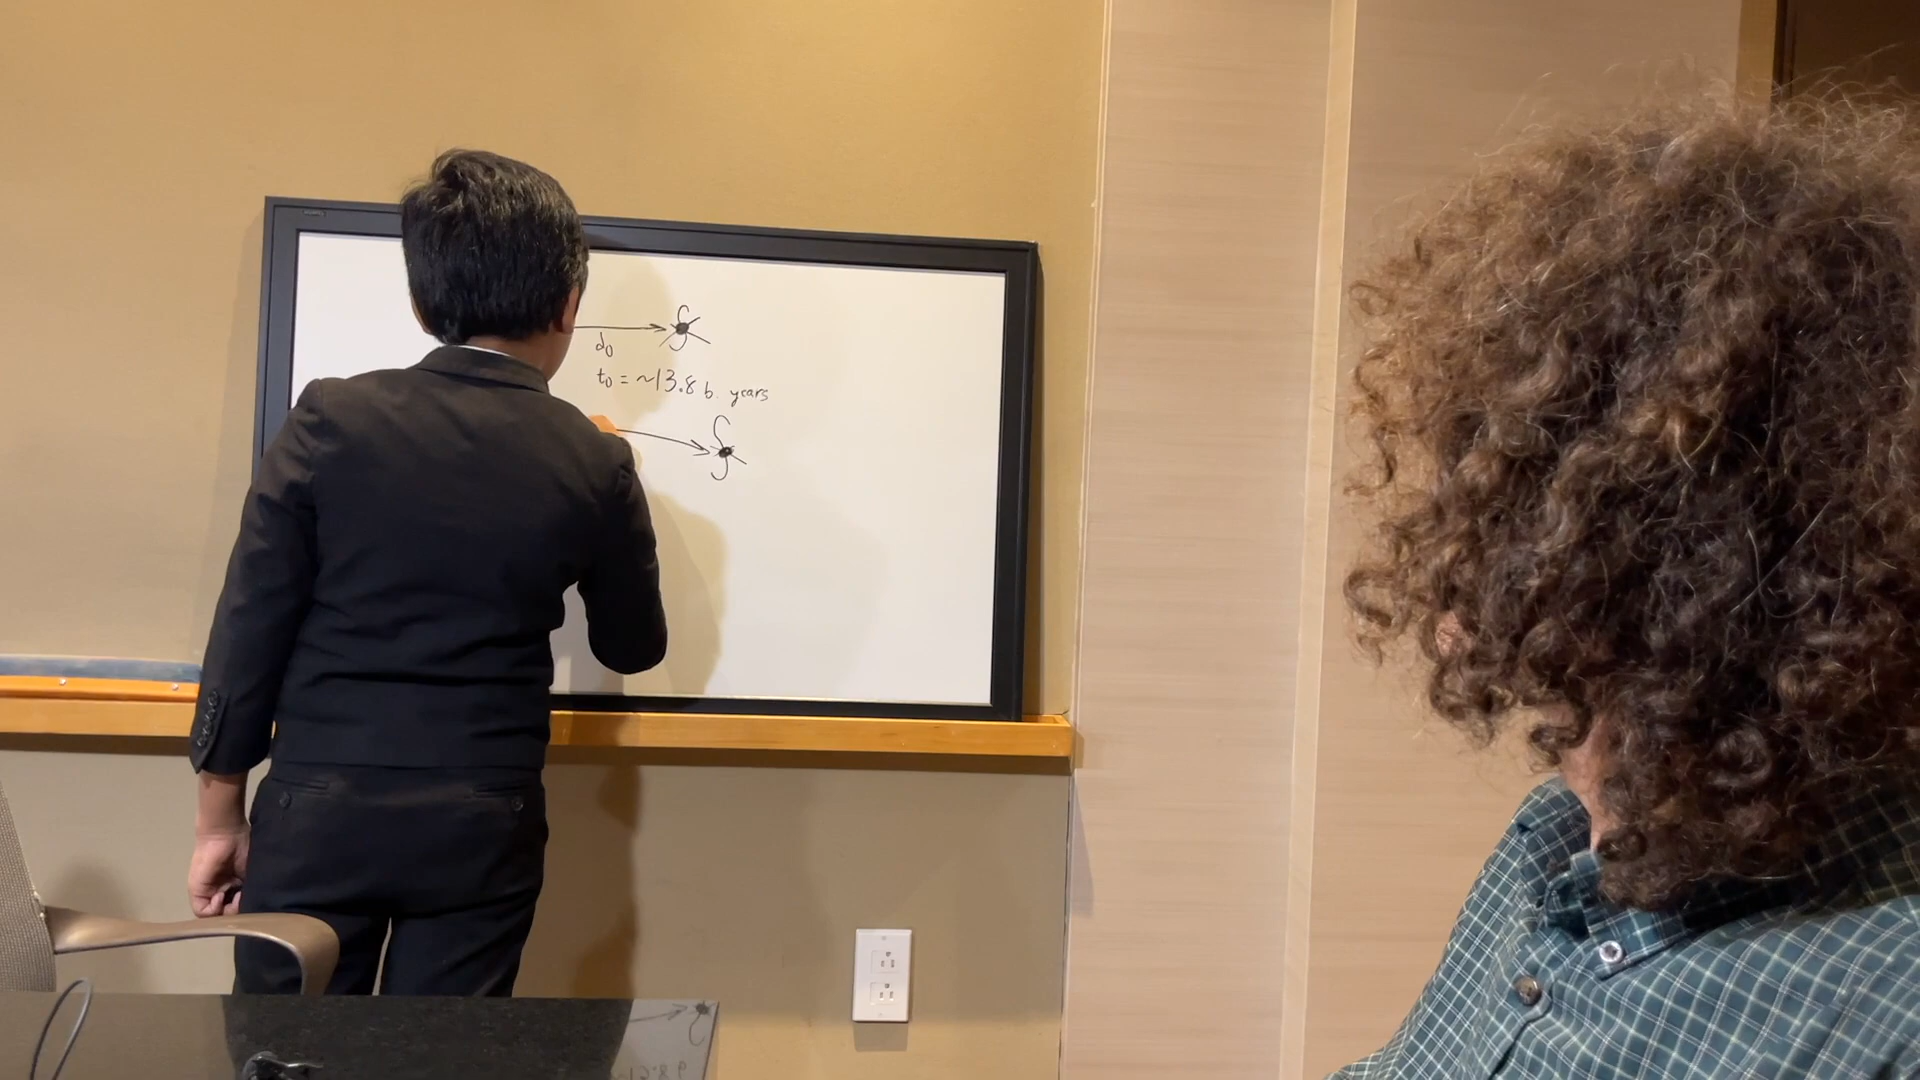 d₀
t₀ = ~13.8 b. years